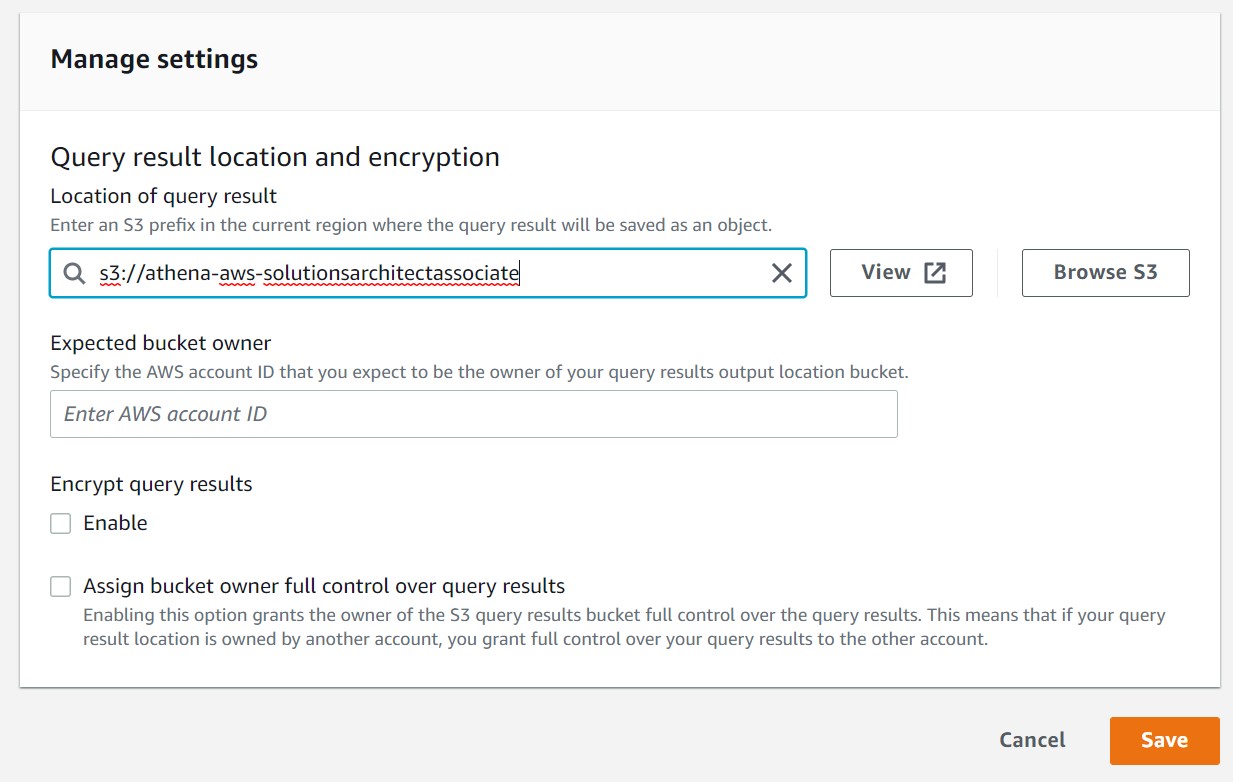 Manage settings
Query result location and encryption
Location of query result
Enter an S3 prefix in the current region where the query result will be saved as an object.
s3://athena-aws-solutionsarchitectassociate
View
Browse S3
Expected bucket owner
Specify the AWS account ID that you expect to be the owner of your query results output location bucket.
Enter AWS account ID
Encrypt query results
Enable
Assign bucket owner full control over query results
Enabling this option grants the owner of the S3 query results bucket full control over the query results. This means that if your query
result location is owned by another account, you grant full control over your query results to the other account.
Cancel
Save